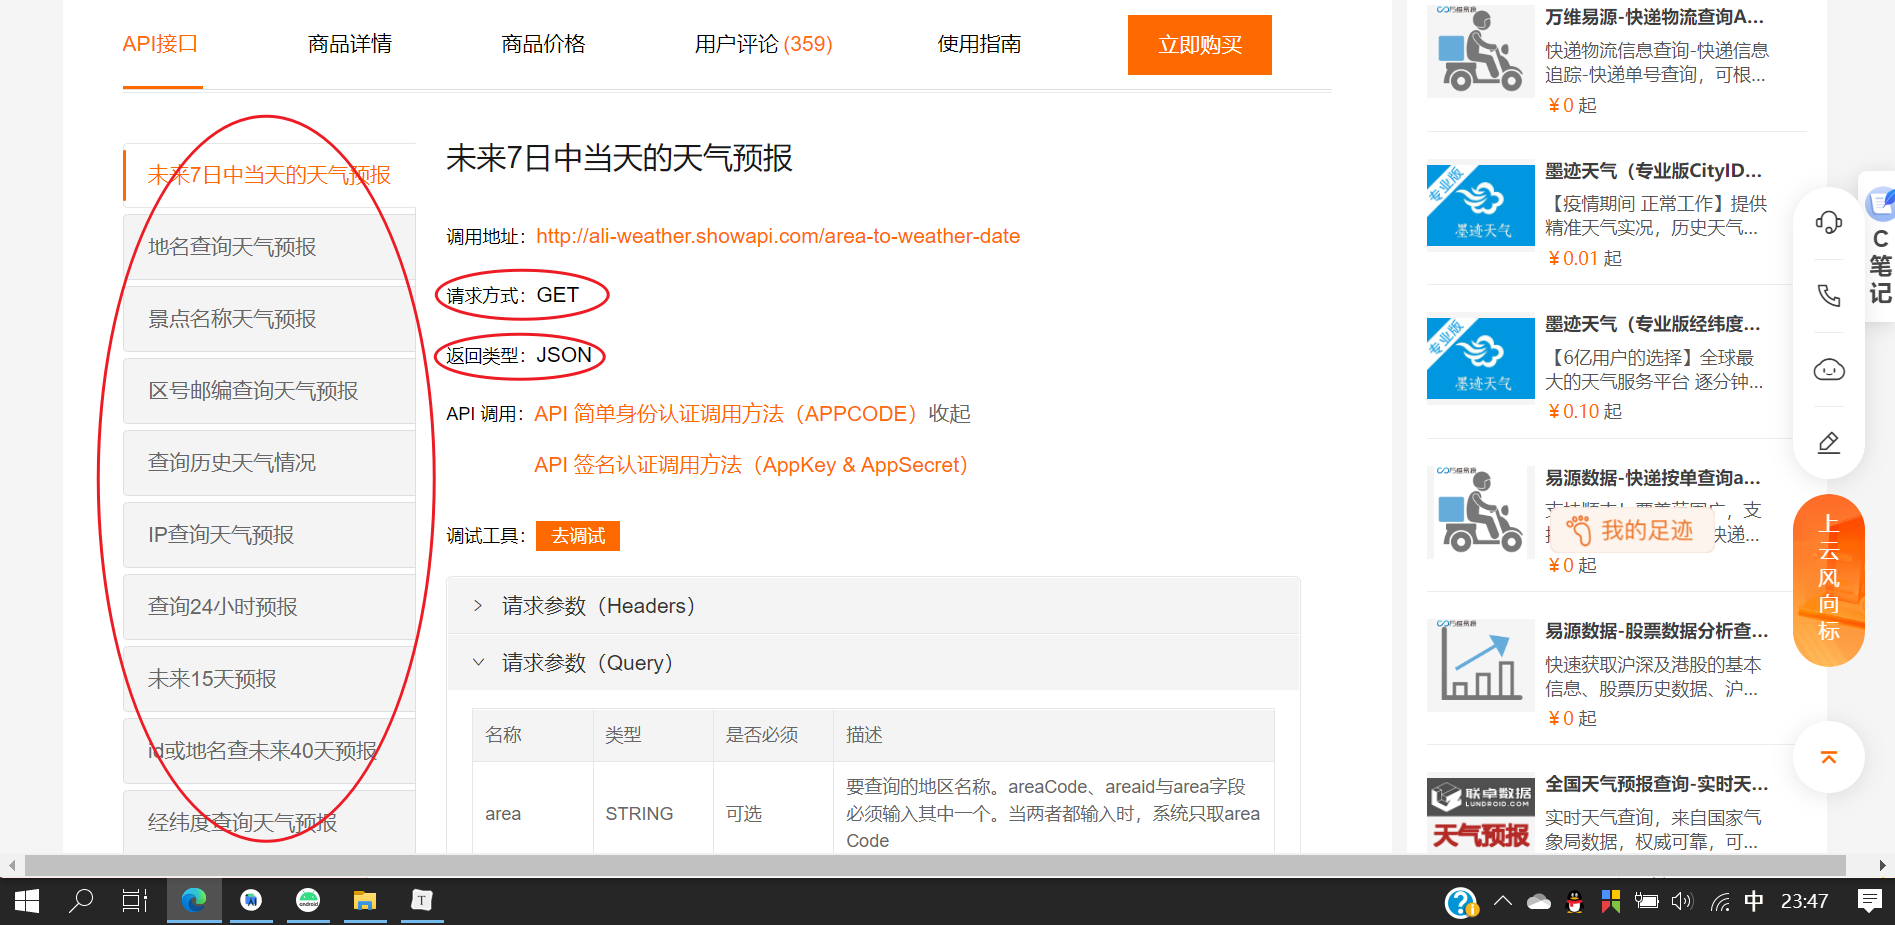 API接口
商品详情
商品价格
用户评论 (359)
使用指南
立即购买
未来7日中当天的天气预报
地名查询天气预报
景点名称天气预报
区号邮编查询天气预报
查询历史天气情况
IP查询天气预报
查询24小时预报
未来15天预报
id或地名查未来40天预报
经纬度查询天气预报
未来7日中当天的天气预报
调用地址：http://ali-weather.showapi.com/area-to-weather-date
请求方式：GET
返回类型：JSON
API 调用：API 简单身份认证调用方法（APPCODE）收起
API 签名认证调用方法（AppKey & AppSecret）
调试工具：去调试
请求参数（Headers）
请求参数（Query）
名称 类型 是否必须 描述
area STRING 可选
要查询的地区名称。areaCode、areaid与area字段
必须输入其中一个。当两者都输入时，系统只取area
Code
万维易源-快递物流查询A...
快递物流信息查询-快递信息
追踪-快递单号查询，可根...
¥0 起
专业版
墨迹天气
墨迹天气（专业版CityID...
【疫情期间 正常工作】提供
精准天气实况，历史天气...
¥0.01 起
专业版
墨迹天气
墨迹天气（专业版经纬度...
【6亿用户的选择】全球最
大的天气服务平台 逐分钟...
¥0.10 起
易源数据-快递按单查询a...
我的足迹
快递...
¥0 起
易源数据-股票数据分析查...
快速获取沪深及港股的基本
信息、股票历史数据、沪...
¥0 起
联卓数据
LUNDROID.COM
天气预报
全国天气预报查询-实时天...
实时天气查询，来自国家气
象局数据，权威可靠，可...
C
笔
记
上
云
风
向
标
T
android
中
23:47